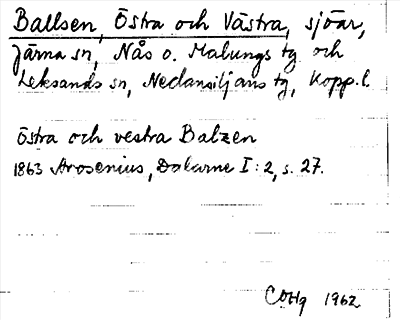 Ballsen, Östra och Västra, sjöar,
Järna sn, Nås o. Malungs tg och
Leksands sn, Nedansiljans tg, Kopp. l.
Östra och vestra Balzen
1863 Arosenius, Dalarne I:2, s. 27.
COHg 1962